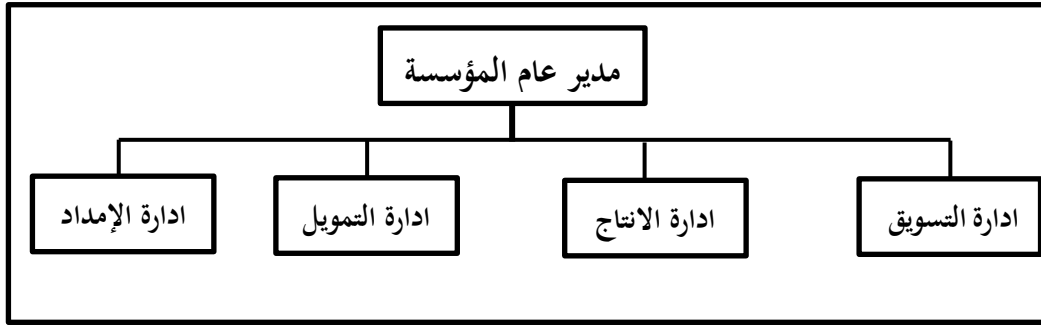 مدير عام المؤسسة
ادارة التسويق
ادارة الانتاج
ادارة التمويل
ادارة الإمداد